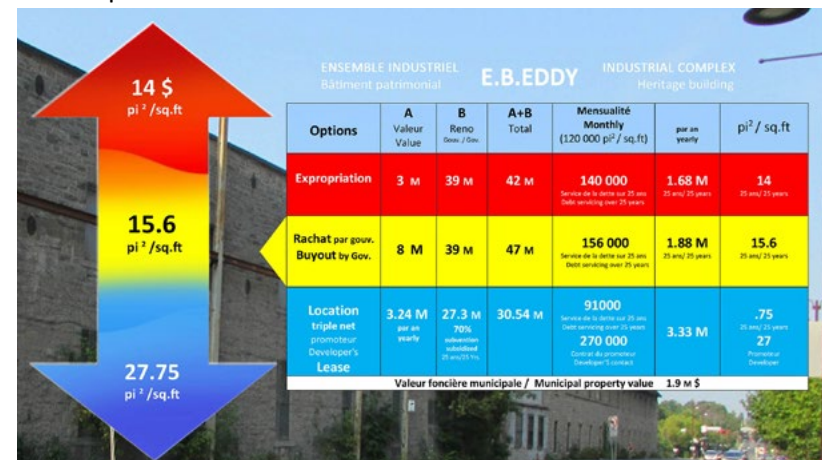 ENSEMBLE INDUSTRIEL
Bâtiment patrimonial
E.B.EDDY
INDUSTRIAL COMPLEX
Heritage building
14 $
pi ² /sq.ft
15.6
pi ² /sq.ft
27.75
pi ² /sq.ft
Options
A
Valeur
Value
B
Reno
Gouv. / Gov.
A+B
Total
Mensualité
Monthly
(120 000 pi²/ sq.ft)
par an
yearly
pi²/ sq.ft
Expropriation
3 M
39 M
42 M
140 000
Service de la dette sur 25 ans
Debt servicing over 25 years
1.68 M
25 ans/ 25 years
14
25 ans/ 25 years
Rachat par gouv.
Buyout by Gov.
8 M
39 M
47 M
156 000
Service de la dette sur 25 ans
Debt servicing over 25 years
1.88 M
25 ans/ 25 years
15.6
25 ans/ 25 years
Location
triple net
promoteur
Developer's
Lease
3.24 M
par an
yearly
27.3 M
70%
subvention
subsidised
25 ans/25 Yrs
30.54 M
91000
Service de la dette sur 25 ans
Debt servicing over 25 years
270 000
Contrat du promoteur
Developer'S contact
3.33 M
.75
25 ans/ 25 years
27
Promoteur
Developer
Valeur foncière municipale / Municipal property value 1.9 M $